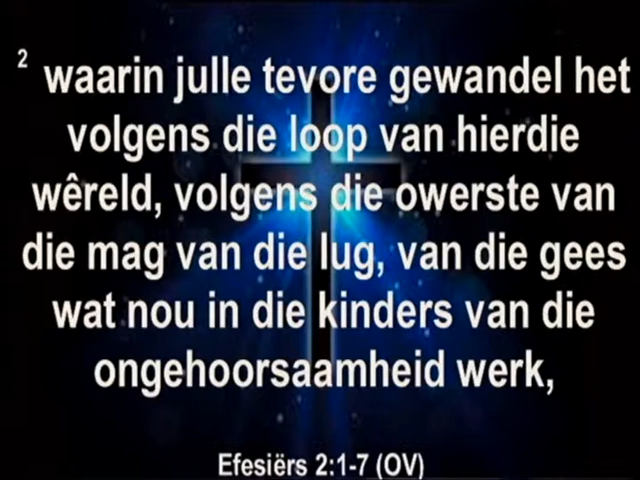 2 waarin julle tevore gewandel het
volgens die loop van hierdie
wêreld, volgens die owerste van
die mag van die lug, van die gees
wat nou in die kinders van die
ongehoorsaamheid werk,
Efesiërs 2:1-7 (OV)